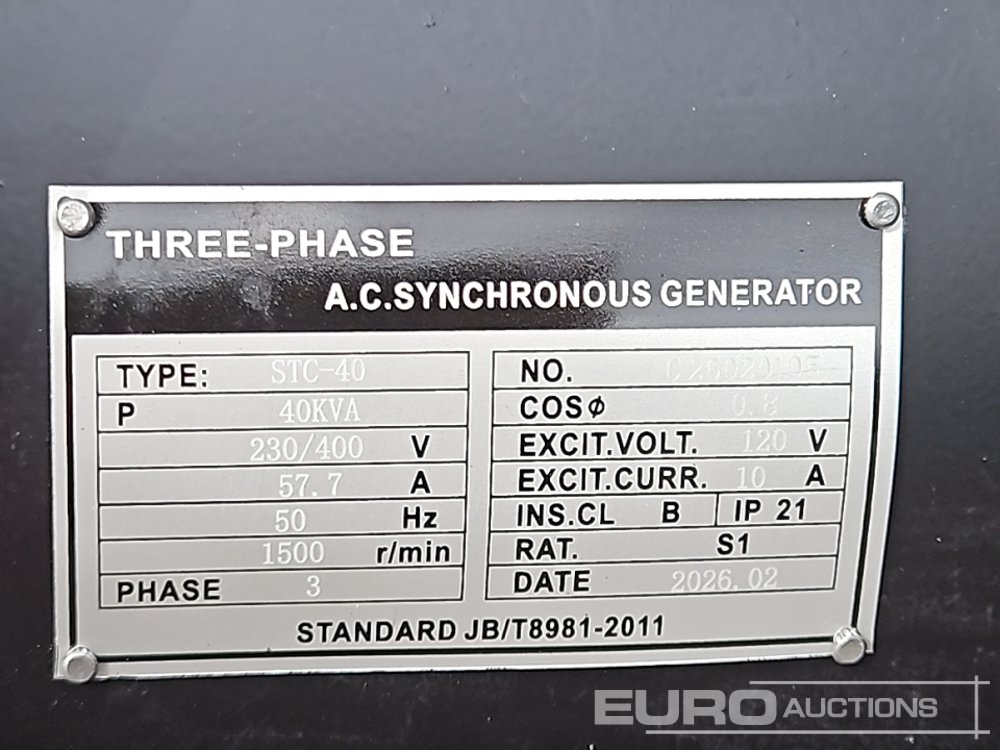 THREE-PHASE
A.C.SYNCHRONOUS GENERATOR
TYPE: STC-40
P 40KVA
230/400 V
57.7 A
50 Hz
1500 r/min
PHASE 3
NO.
COSϕ 0.8
EXCIT.VOLT. 120 V
EXCIT.CURR. 10 A
INS.CL B IP 21
RAT. S1
DATE 2026.02
STANDARD JB/T8981-2011
EURO AUCTIONS